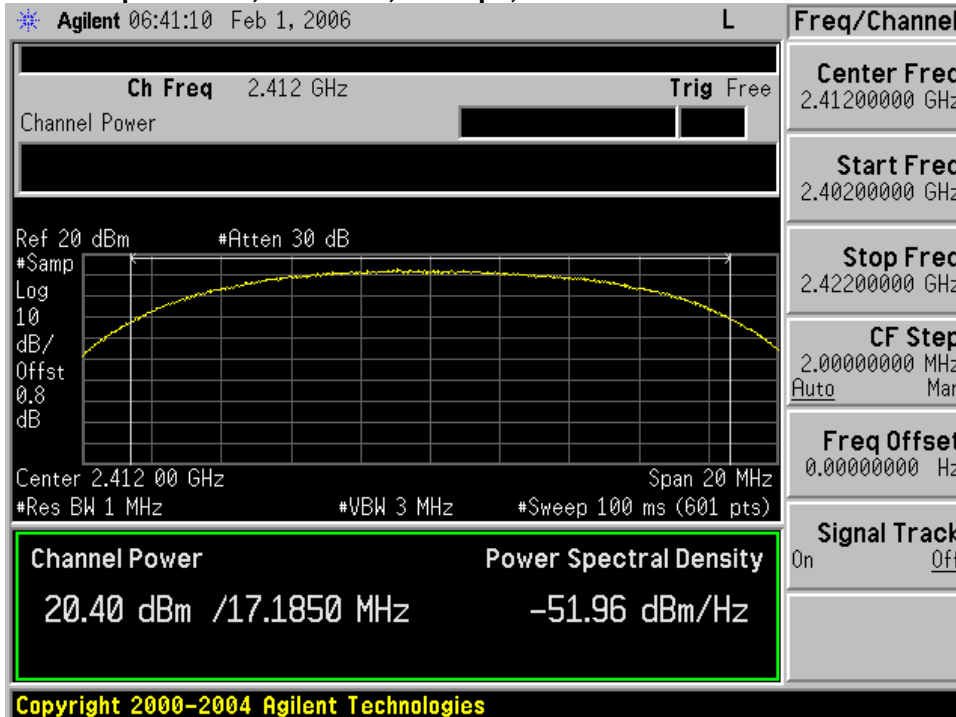 Agilent 06:41:10 Feb 1, 2006 L
Freq/Channel
Ch Freq 2.412 GHz Trig Free
Channel Power
Center Freq
2.41200000 GHz
Start Freq
2.40200000 GHz
Stop Freq
2.42200000 GHz
CF Step
2.00000000 MHz
Auto Man
Freq Offset
0.00000000 Hz
Signal Track
On Off
Ref 20 dBm #Atten 30 dB
#Samp
Log
10
dB/
Offst
0.8
dB
Center 2.412 00 GHz Span 20 MHz
#Res BW 1 MHz #VBW 3 MHz #Sweep 100 ms (601 pts)
Channel Power Power Spectral Density
20.40 dBm /17.1850 MHz -51.96 dBm/Hz
Copyright 2000-2004 Agilent Technologies